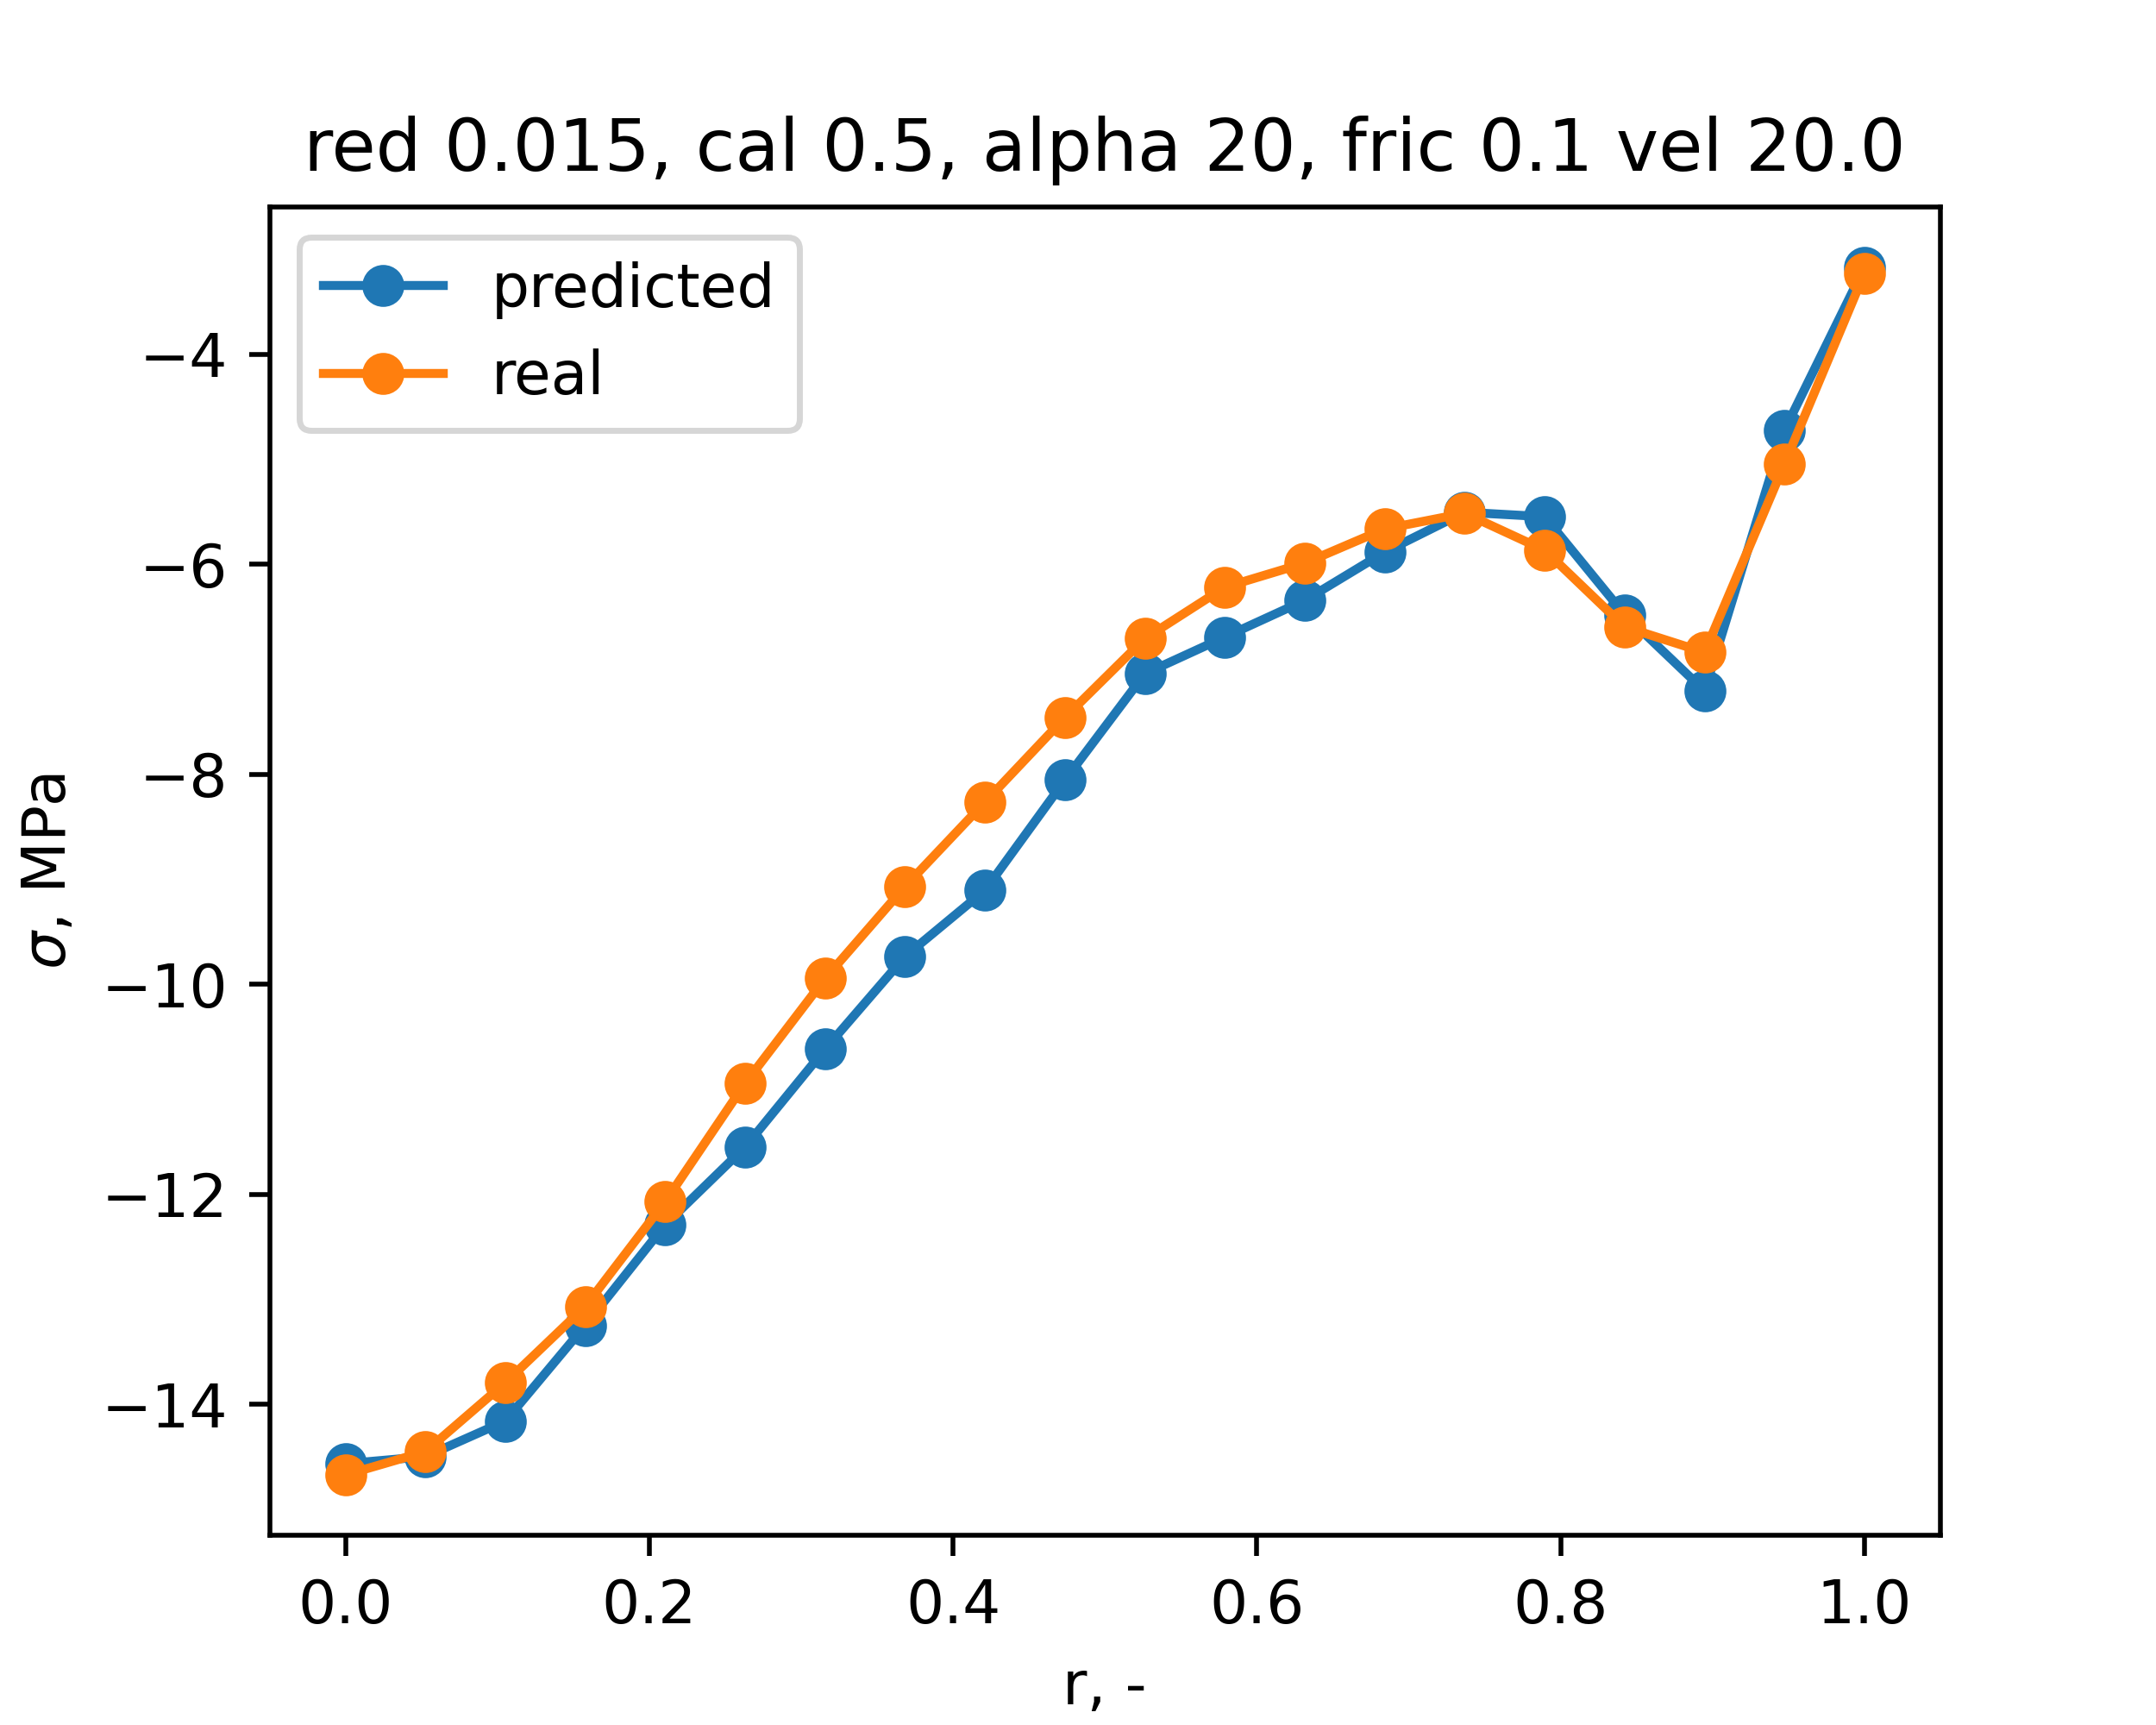 red 0.015, cal 0.5, alpha 20, fric 0.1 vel 20.0
predicted
real
−4
−6
−8
−10
−12
−14
σ, MPa
0.0 0.2 0.4 0.6 0.8 1.0
r, -